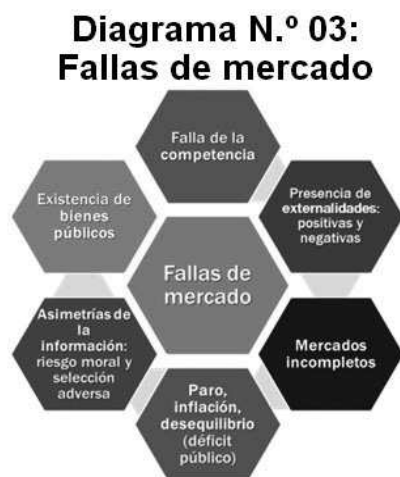 Diagrama N.º 03:
Fallas de mercado
Falla de la
competencia
Presencia de
externalidades:
positivas y
negativas
Mercados
incompletos
Paro,
inflación,
desequilibrio
(déficit
público)
Asimetrías de
la
información:
riesgo moral y
selección
adversa
Existencia de
bienes
públicos
Fallas de
mercado